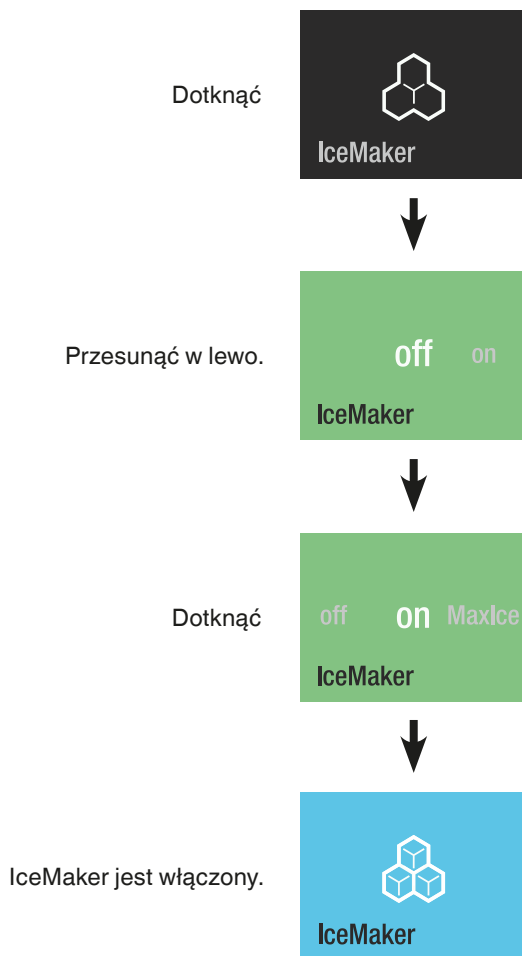 Dotknąć
IceMaker
Przesunąć w lewo.
off on
IceMaker
Dotknąć
off on MaxIce
IceMaker
IceMaker jest włączony.
IceMaker